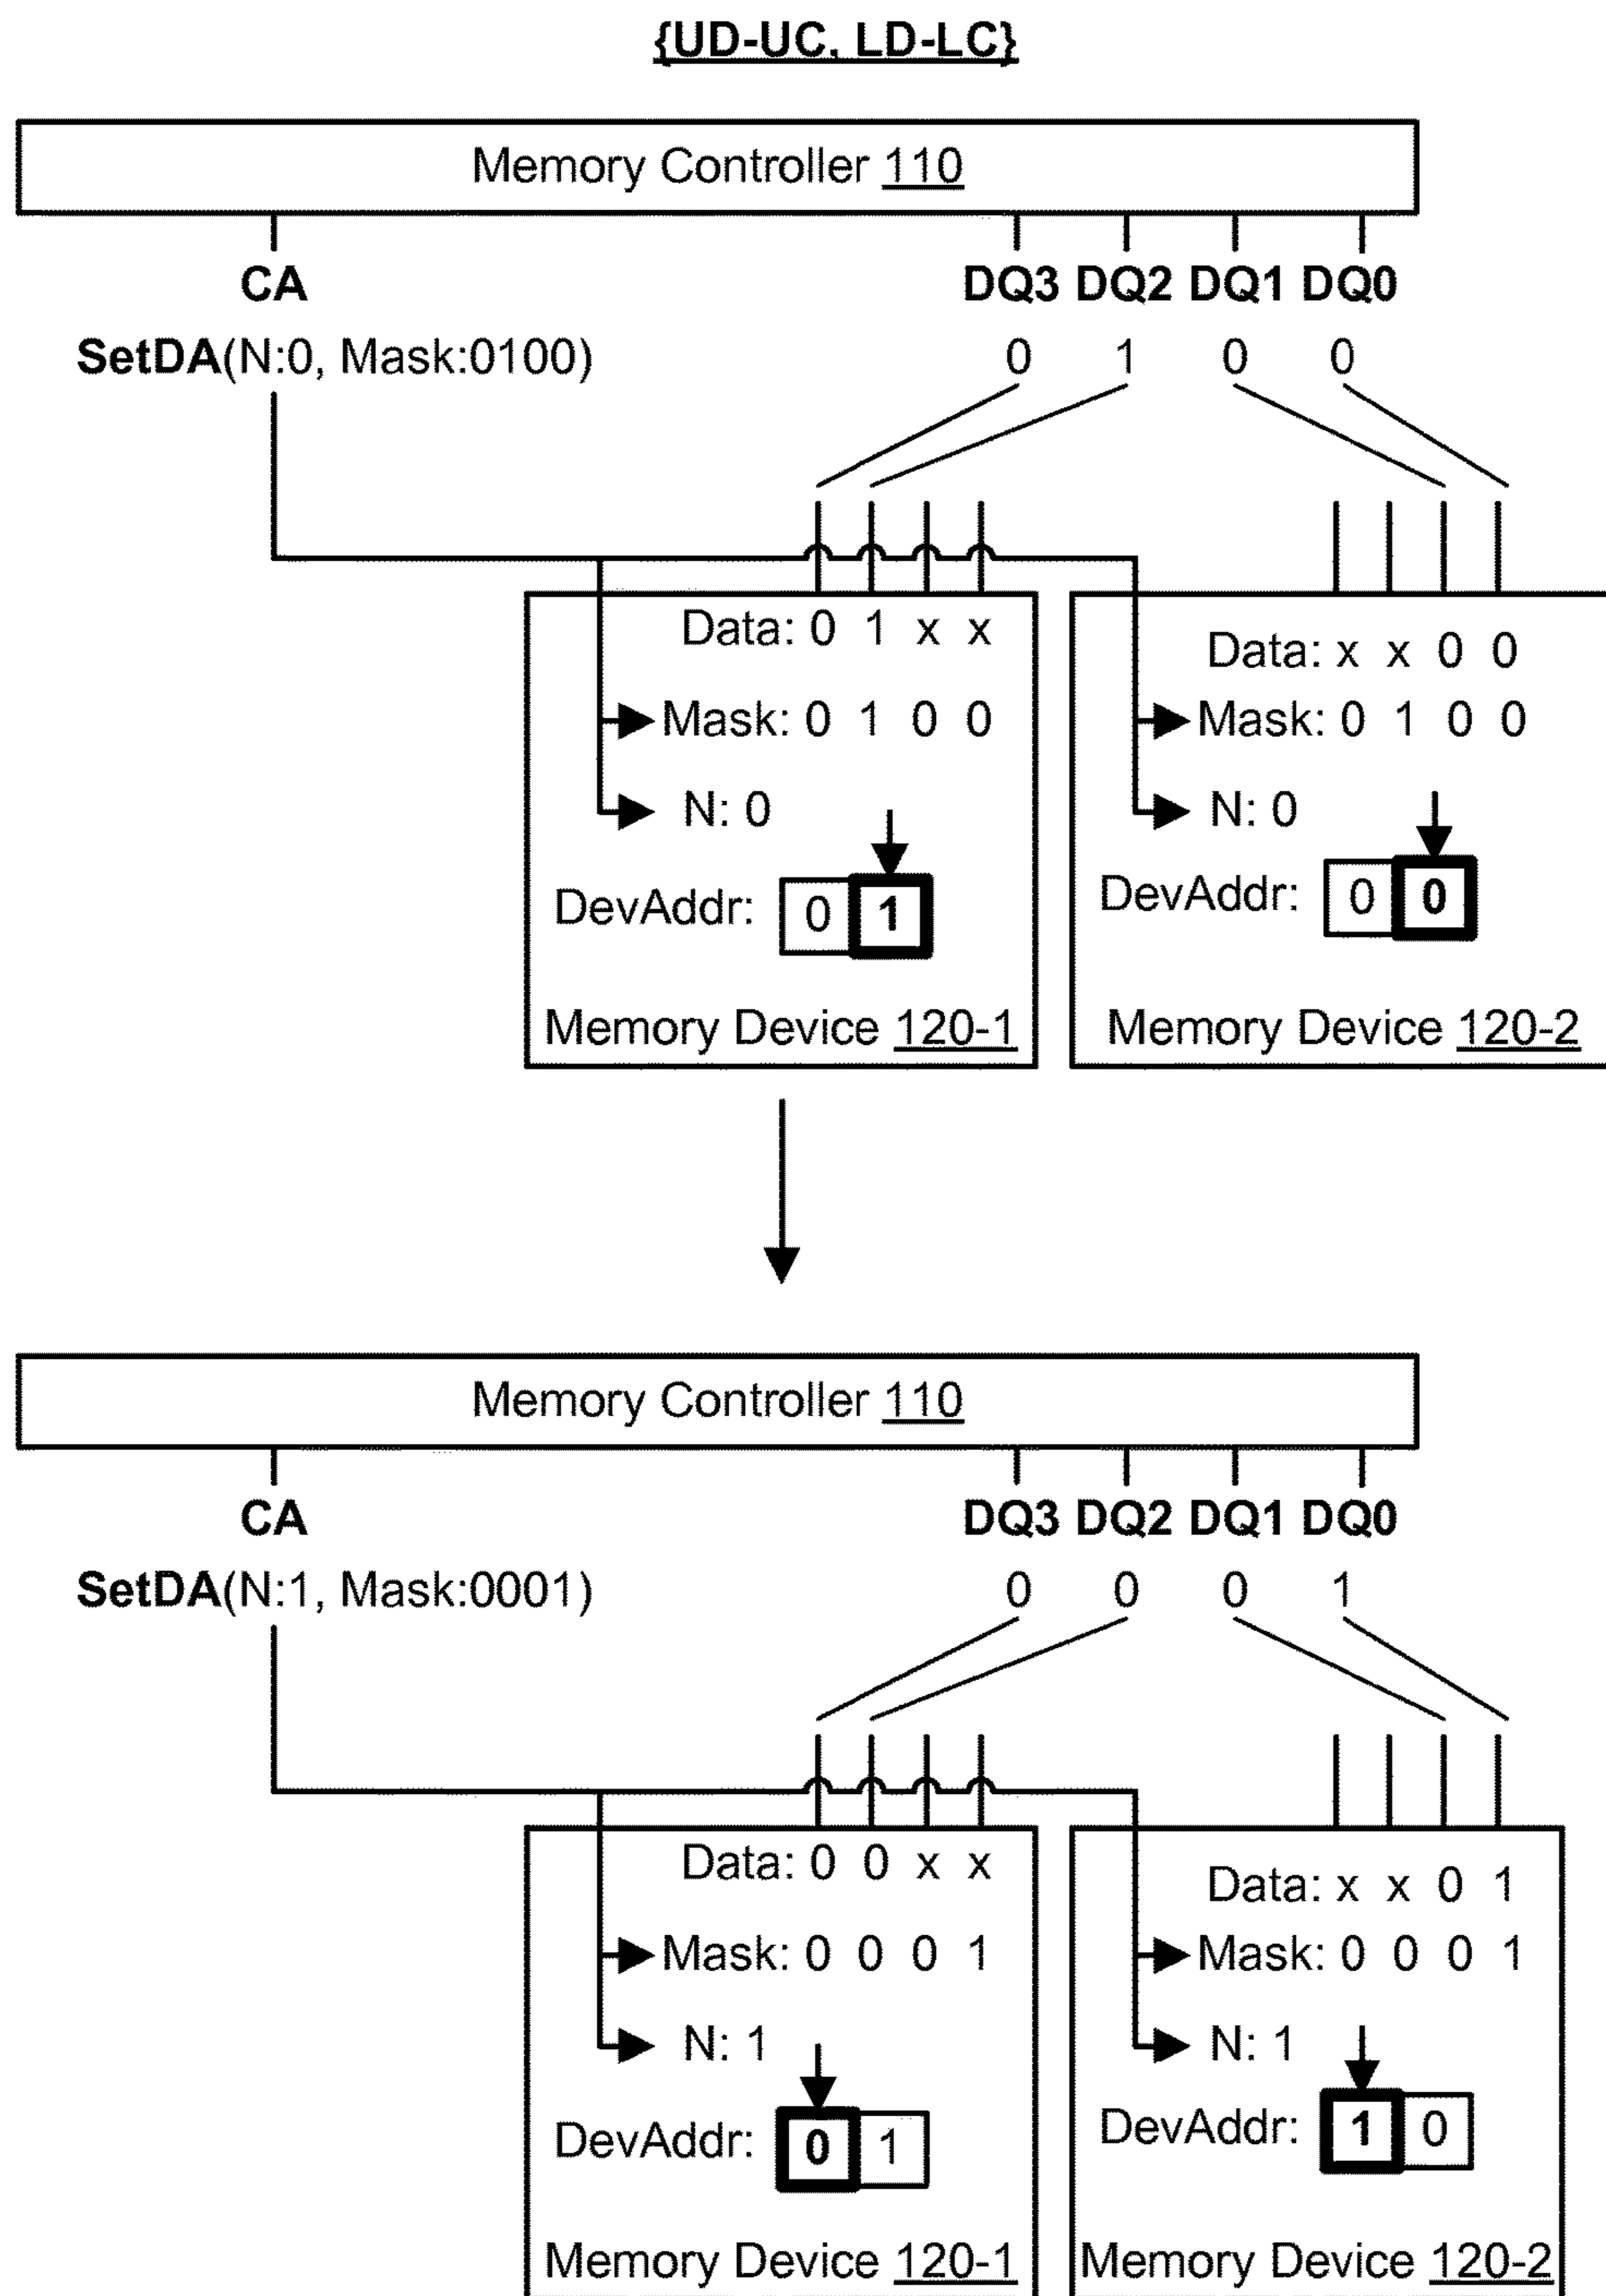 {UD-UC, LD-LC}
Memory Controller 110
CA DQ3 DQ2 DQ1 DQ0
SetDA(N:0, Mask:0100) 0 1 0 0
Data: 0 1 x x
Mask: 0 1 0 0
N: 0
DevAddr: 0 1
Memory Device 120-1
Data: x x 0 0
Mask: 0 1 0 0
N: 0
DevAddr: 0 0
Memory Device 120-2
Memory Controller 110
CA DQ3 DQ2 DQ1 DQ0
SetDA(N:1, Mask:0001) 0 0 0 1
Data: 0 0 x x
Mask: 0 0 0 1
N: 1
DevAddr: 0 1
Memory Device 120-1
Data: x x 0 1
Mask: 0 0 0 1
N: 1
DevAddr: 1 0
Memory Device 120-2